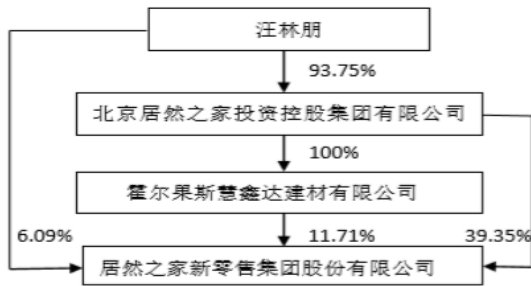 汪林朋
93.75%
北京居然之家投资控股集团有限公司
100%
霍尔果斯慧鑫达建材有限公司
6.09%
11.71%
39.35%
居然之家新零售集团股份有限公司